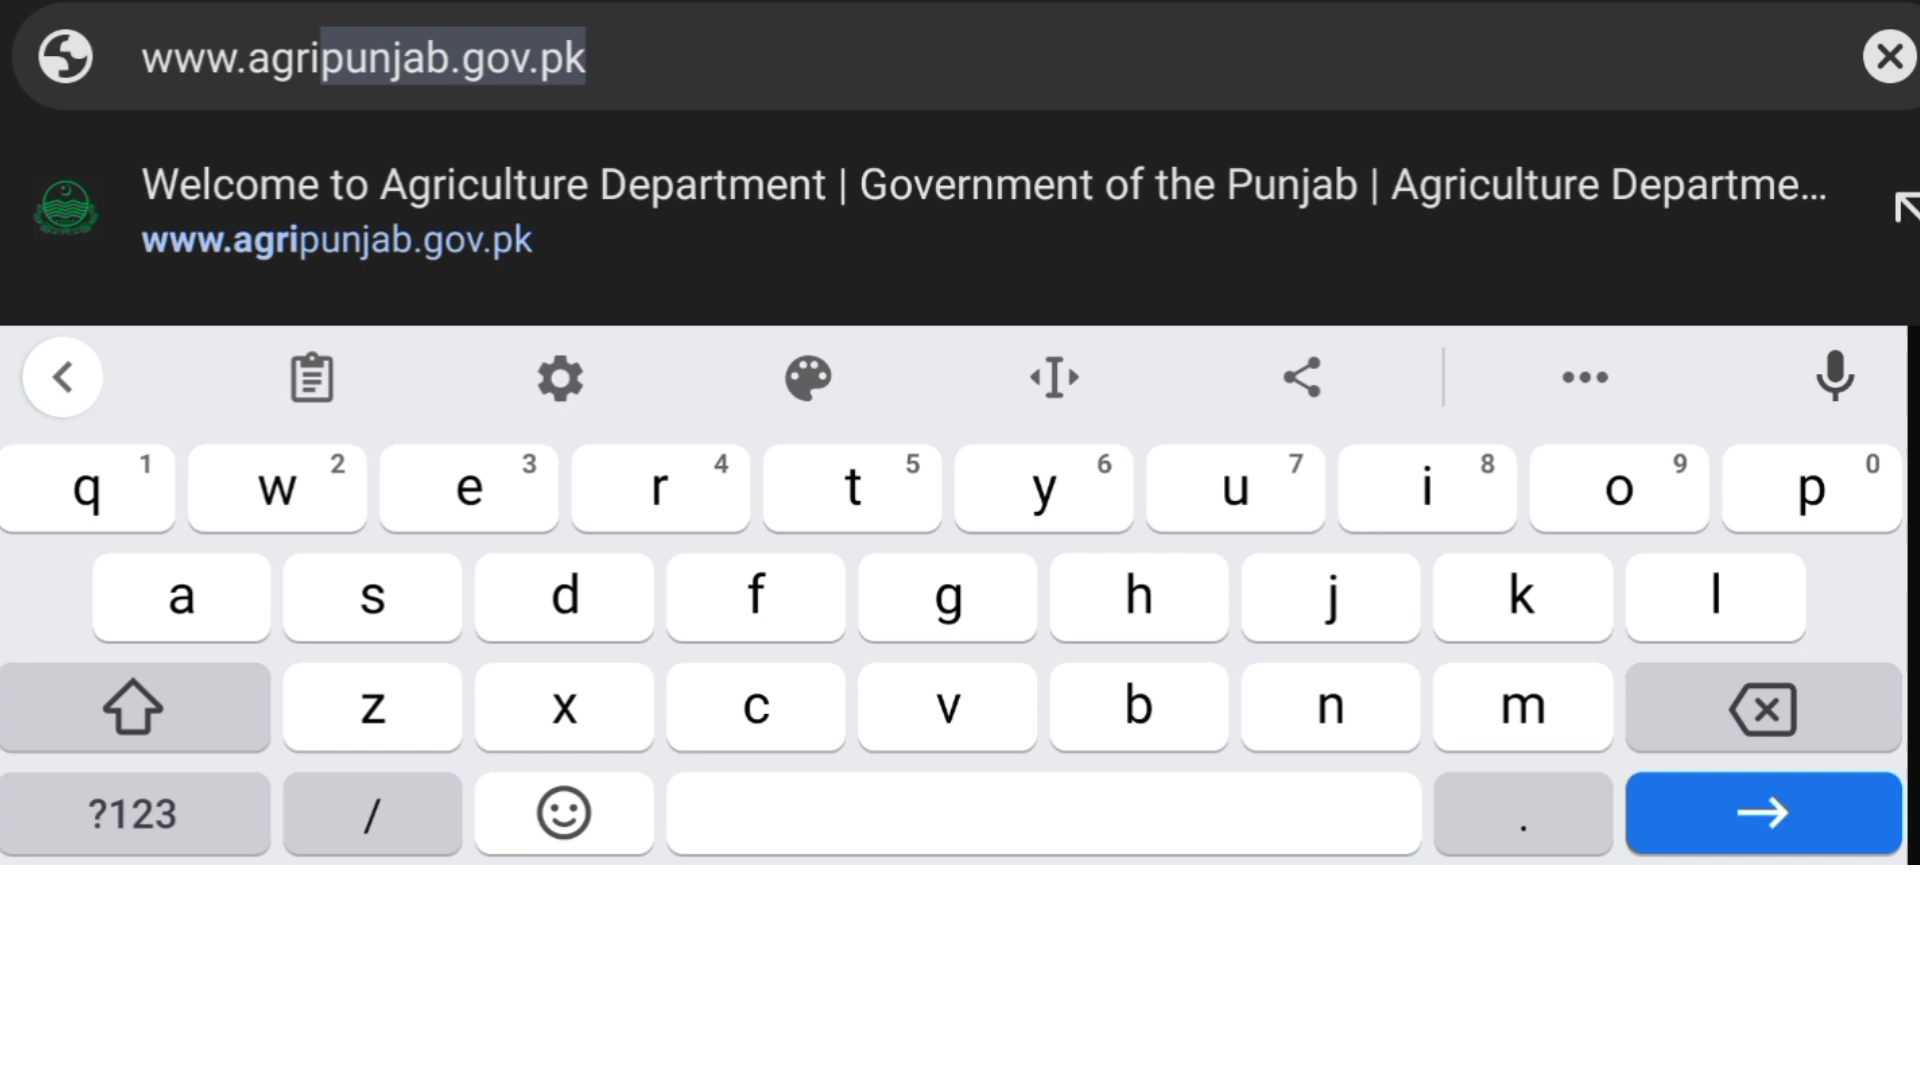 www.agripunjab.gov.pk
Welcome to Agriculture Department | Government of the Punjab | Agriculture Departme...
www.agripunjab.gov.pk
q 1 w 2 e 3 r 4 t 5 y 6 u 7 i 8 o 9 p 0
a s d f g h j k l
z x c v b n m
?123 / .